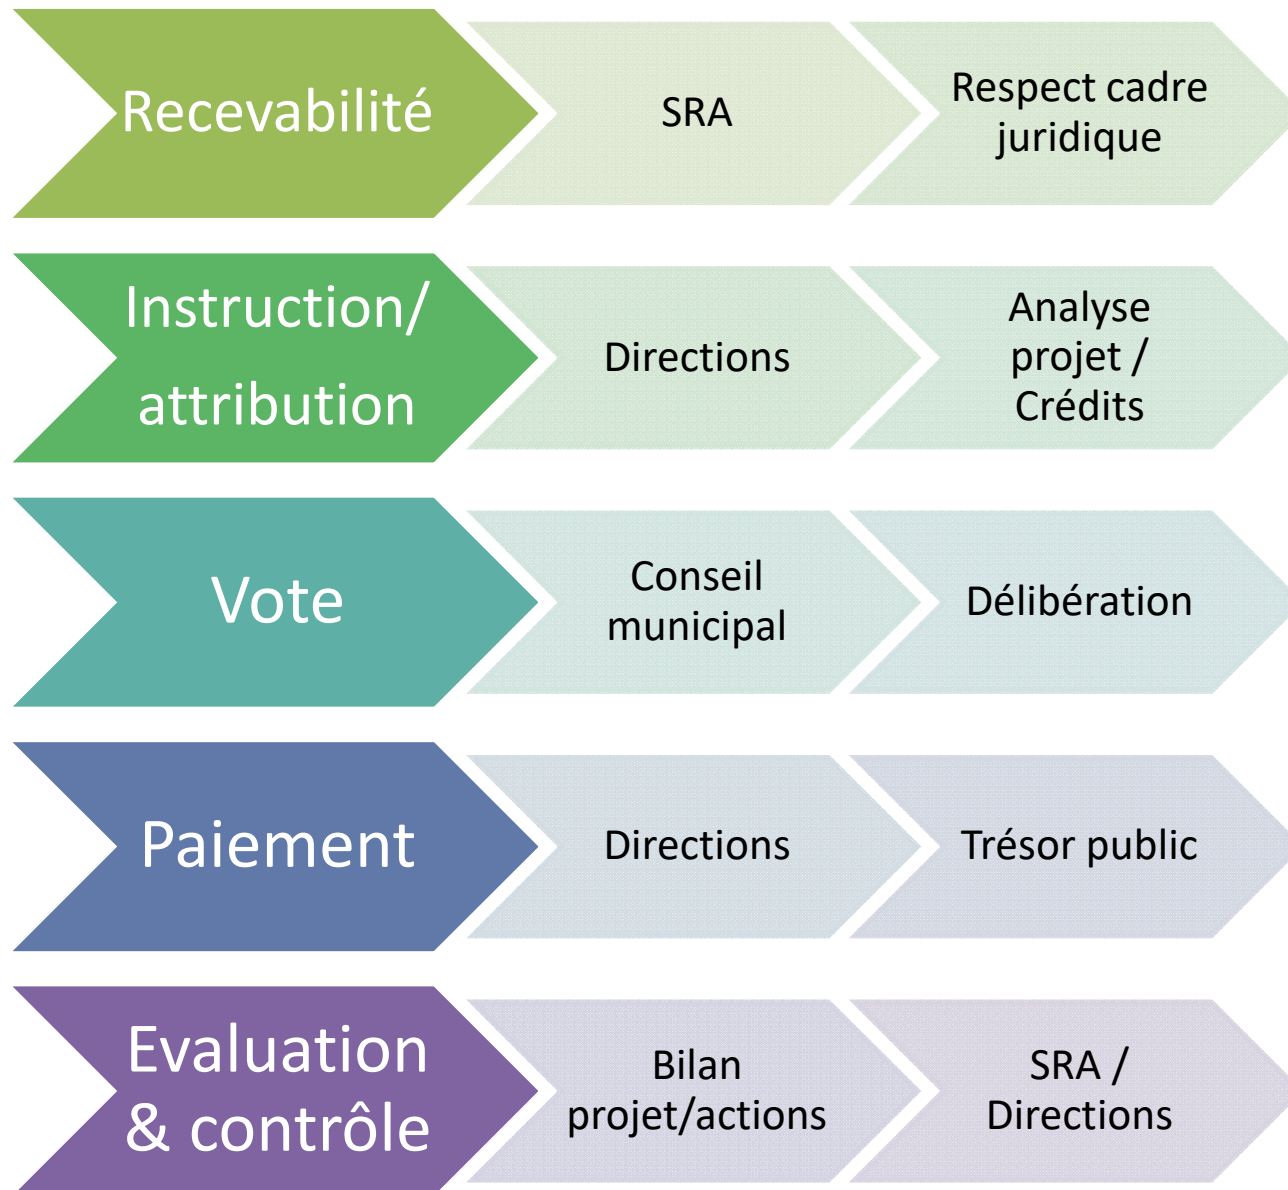 Recevabilité
SRA
Respect cadre
juridique
Instruction/
attribution
Directions
Analyse
projet /
Crédits
Vote
Conseil
municipal
Délibération
Paiement
Directions
Trésor public
Evaluation
& contrôle
Bilan
projet/actions
SRA /
Directions